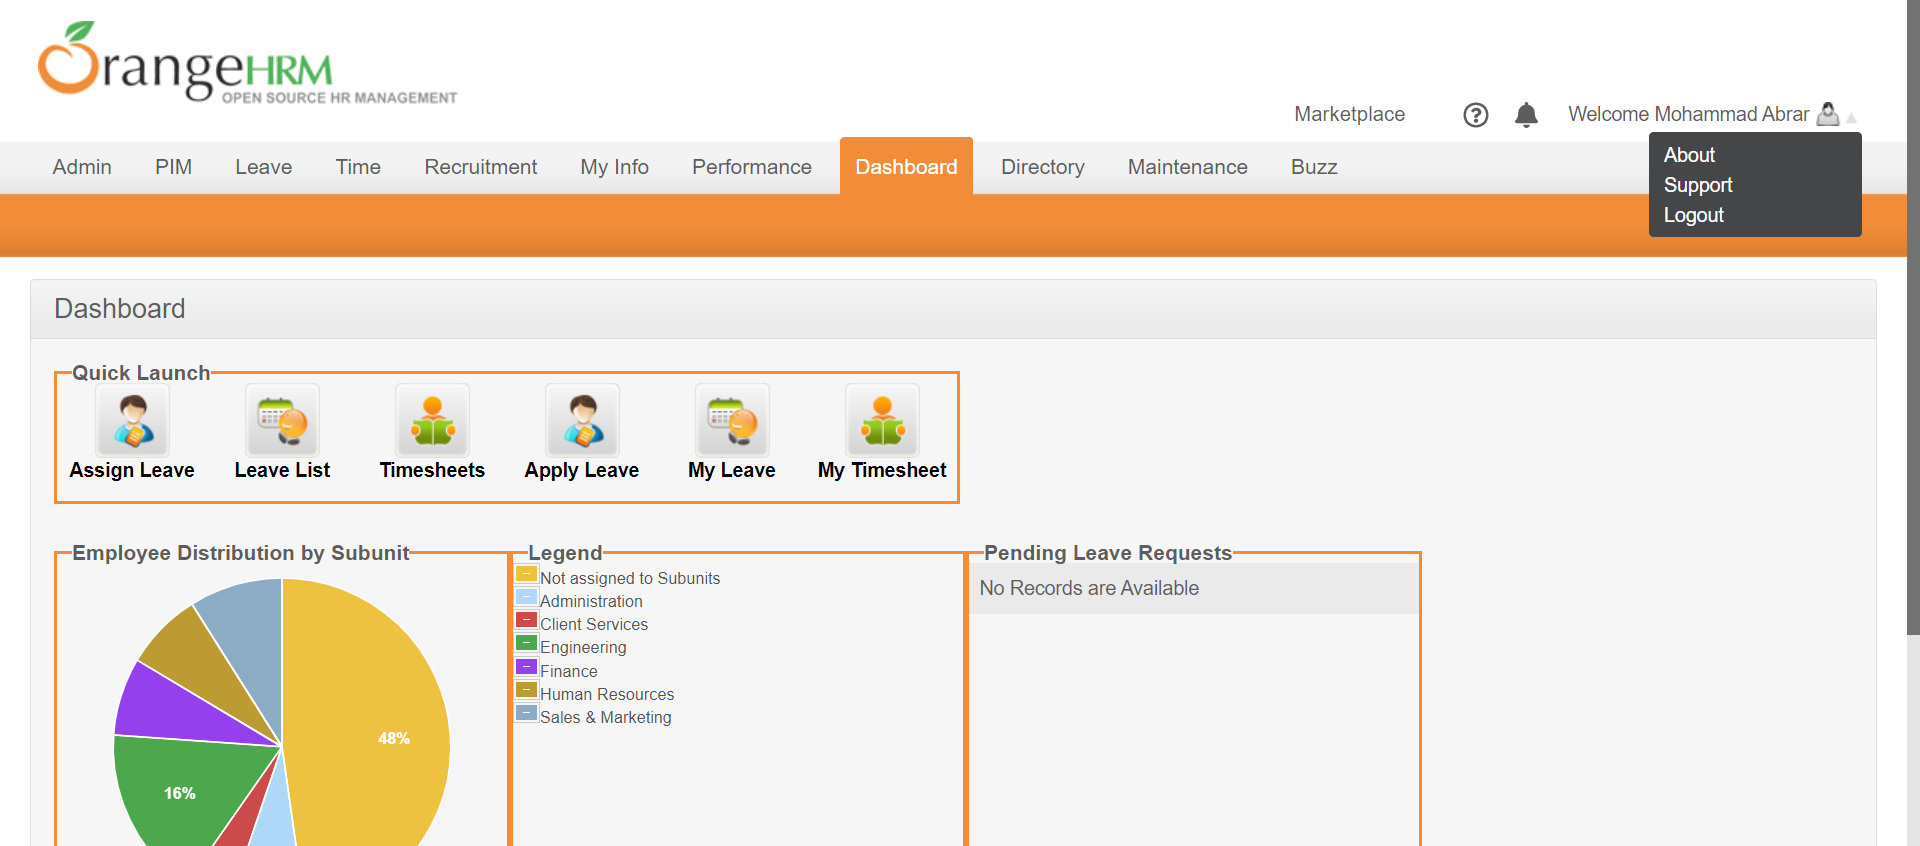 OrangeHRM
OPEN SOURCE HR MANAGEMENT
Marketplace
Welcome Mohammad Abrar
Admin PIM Leave Time Recruitment My Info Performance Dashboard Directory Maintenance Buzz
About
Support
Logout
Dashboard
Quick Launch
Assign Leave Leave List Timesheets Apply Leave My Leave My Timesheet
Employee Distribution by Subunit
48%
16%
Legend
Not assigned to Subunits
Administration
Client Services
Engineering
Finance
Human Resources
Sales & Marketing
Pending Leave Requests
No Records are Available